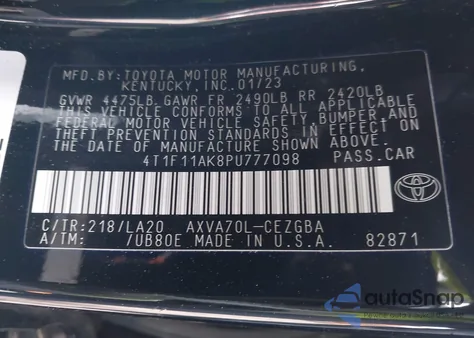 MFD. BY: TOYOTA MOTOR MANUFACTURING,
KENTUCKY, INC. 01/23
GVWR 4475LB. GAWR FR 2490LB RR 2420LB
THIS VEHICLE CONFORMS TO ALL APPLICABLE
FEDERAL MOTOR VEHICLE SAFETY, BUMPER,
AND THEFT PREVENTION STANDARDS IN EFFECT ON
THE DATE OF MANUFACTURE SHOWN ABOVE.
4T1F11AK8PU777098 PASS.CAR
C/TR:218/LA20 AXVA70L-CEZGBA
A/TM: /UB80E MADE IN U.S.A. 82871
TOYOTA
autoSnap